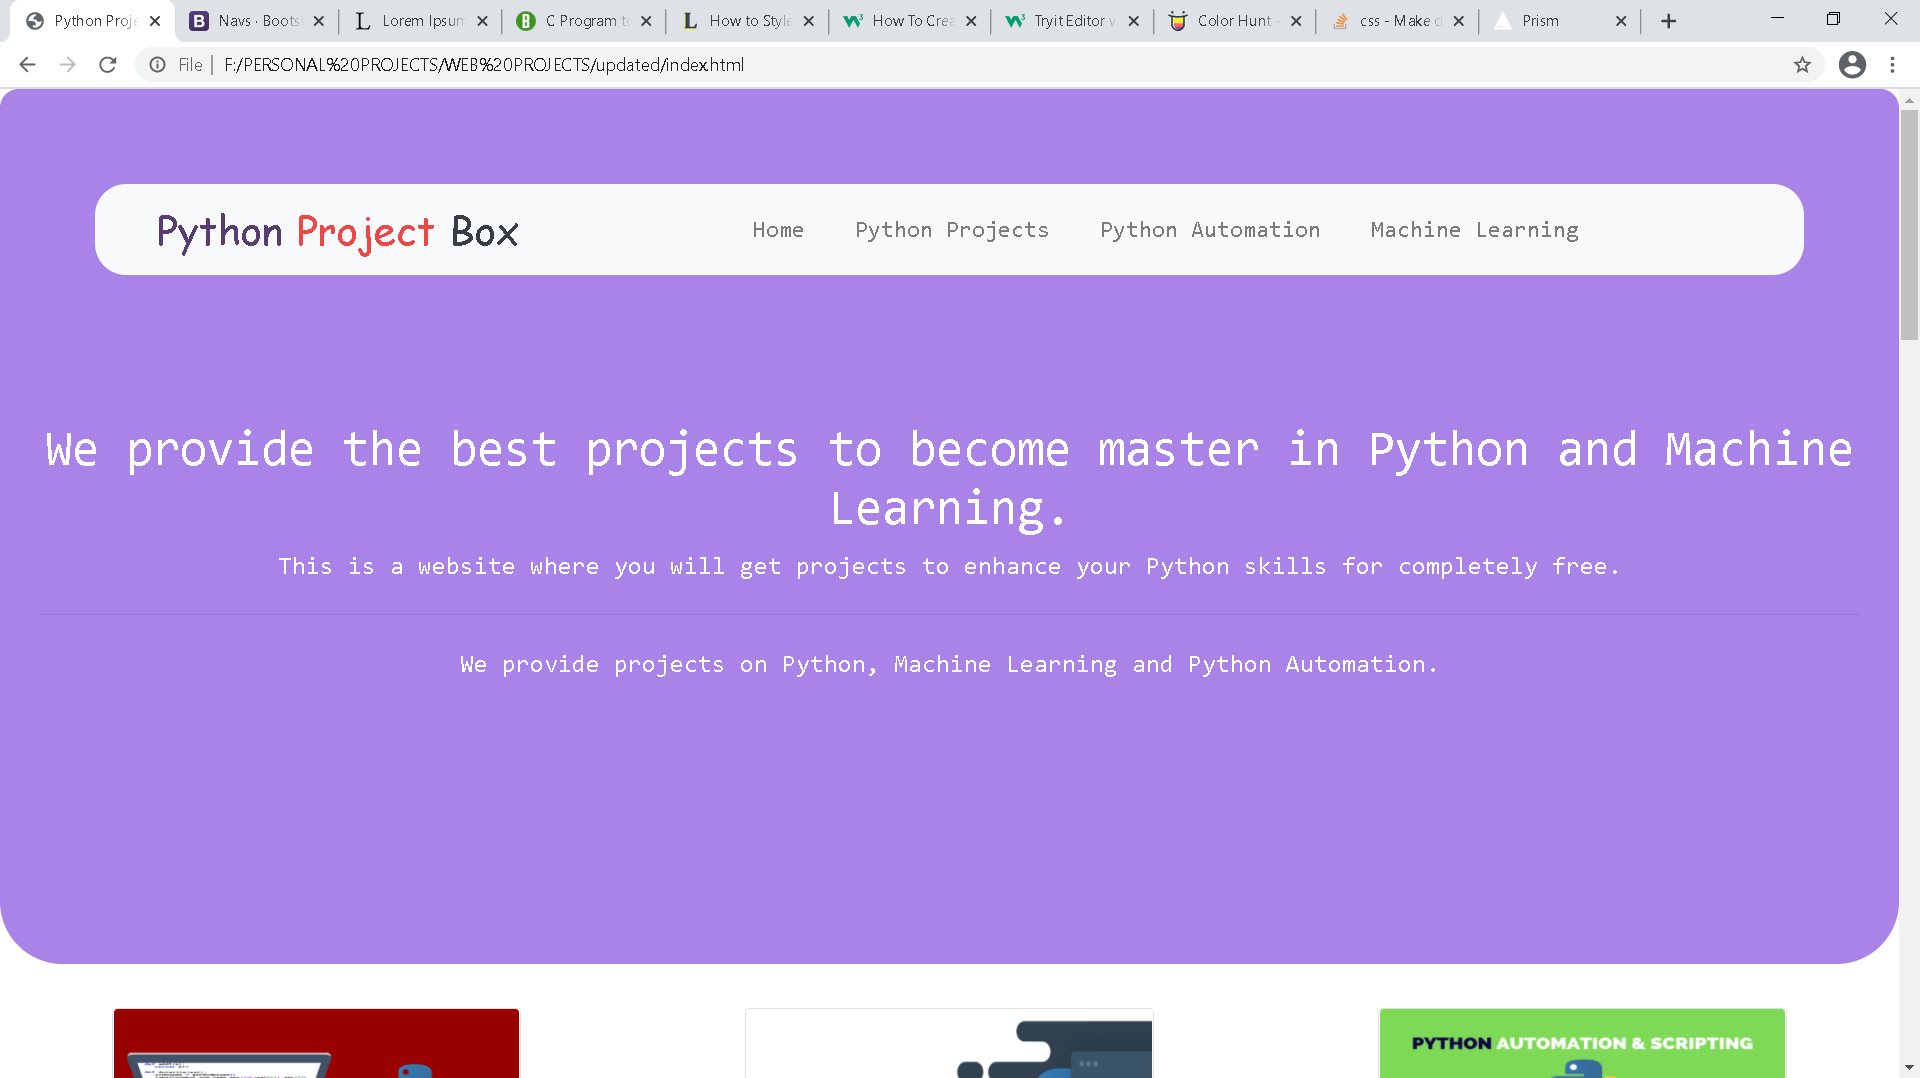 Python Proje
Navs · Boots
Lorem Ipsum
C Program to
How to Style
How To Crea
Tryit Editor v
Color Hunt -
css - Make d
Prism
File | F:/PERSONAL%20PROJECTS/WEB%20PROJECTS/updated/index.html
Python Project Box
Home Python Projects Python Automation Machine Learning
We provide the best projects to become master in Python and Machine
Learning.
This is a website where you will get projects to enhance your Python skills for completely free.
We provide projects on Python, Machine Learning and Python Automation.
PYTHON AUTOMATION & SCRIPTING